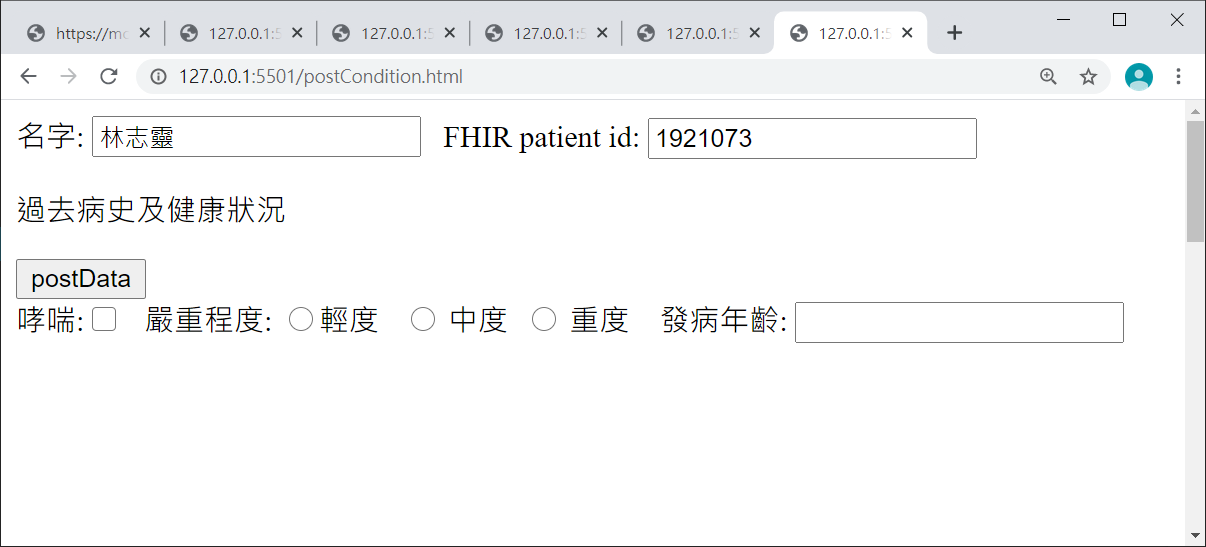 https://mc
127.0.0.1:5
127.0.0.1:5
127.0.0.1:5
127.0.0.1:5
127.0.0.1:5
127.0.0.1:5501/postCondition.html
名字: 林志靈 FHIR patient id: 1921073
過去病史及健康狀況
postData
哮喘: 嚴重程度: 輕度 中度 重度 發病年齡: